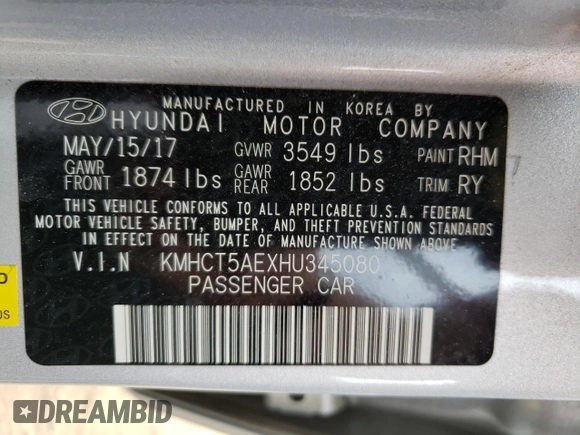 MANUFACTURED IN KOREA BY
HYUNDAI MOTOR COMPANY
MAY/15/17 GVWR 3549 lbs PAINT RHM
GAWR FRONT 1874 lbs GAWR REAR 1852 lbs TRIM RY
THIS VEHICLE CONFORMS TO ALL APPLICABLE U.S.A. FEDERAL
MOTOR VEHICLE SAFETY, BUMPER, AND THEFT PREVENTION STANDARDS
IN EFFECT ON THE DATE OF MANUFACTURE SHOWN ABOVE.
V.I.N KMHCT5AEXHU345080
PASSENGER CAR
D
OS
DREAMBID